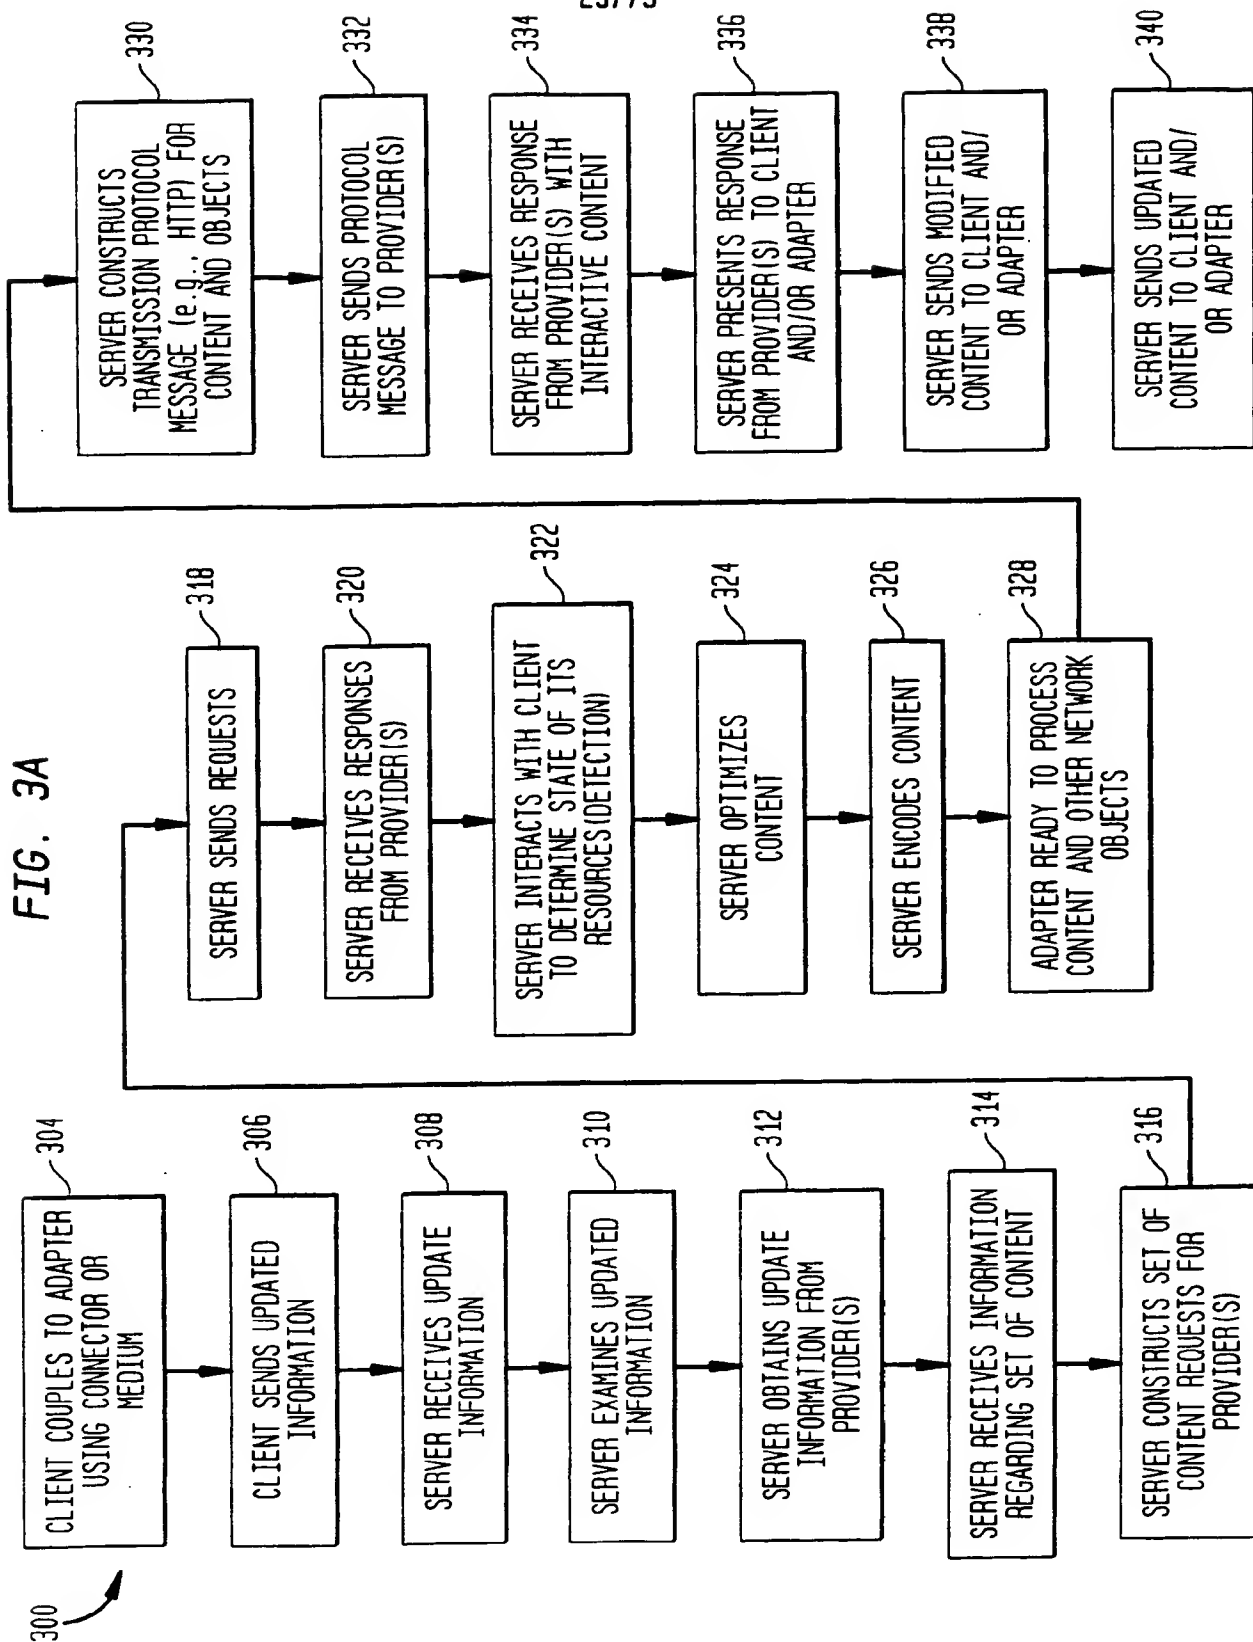 FIG. 3A
300
304
CLIENT COUPLES TO ADAPTER
USING CONNECTOR OR
MEDIUM
306
CLIENT SENDS UPDATED
INFORMATION
308
SERVER RECEIVES UPDATE
INFORMATION
310
SERVER EXAMINES UPDATED
INFORMATION
312
SERVER OBTAINS UPDATE
INFORMATION FROM
PROVIDER(S)
314
SERVER RECEIVES INFORMATION
REGARDING SET OF CONTENT
316
SERVER CONSTRUCTS SET OF
CONTENT REQUESTS FOR
PROVIDER(S)
318
SERVER SENDS REQUESTS
320
SERVER RECEIVES RESPONSES
FROM PROVIDER(S)
322
SERVER INTERACTS WITH CLIENT
TO DETERMINE STATE OF ITS
RESOURCES(DETECTION)
324
SERVER OPTIMIZES
CONTENT
326
SERVER ENCODES CONTENT
328
ADAPTER READY TO PROCESS
CONTENT AND OTHER NETWORK
OBJECTS
330
SERVER CONSTRUCTS
TRANSMISSION PROTOCOL
MESSAGE (e.g., HTTP) FOR
CONTENT AND OBJECTS
332
SERVER SENDS PROTOCOL
MESSAGE TO PROVIDER(S)
334
SERVER RECEIVES RESPONSE
FROM PROVIDER(S) WITH
INTERACTIVE CONTENT
336
SERVER PRESENTS RESPONSE
FROM PROVIDER(S) TO CLIENT
AND/OR ADAPTER
338
SERVER SENDS MODIFIED
CONTENT TO CLIENT AND/
OR ADAPTER
340
SERVER SENDS UPDATED
CONTENT TO CLIENT AND/
OR ADAPTER